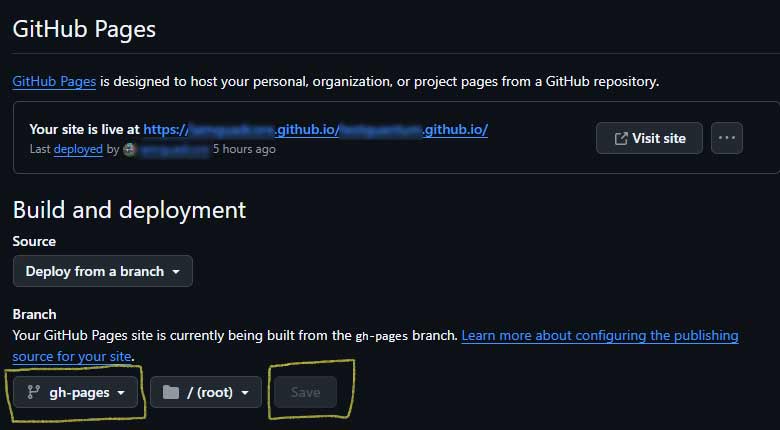 GitHub Pages
GitHub Pages is designed to host your personal, organization, or project pages from a GitHub repository.
Your site is live at https:// .github.io/ .github.io/
Visit site
Last deployed by 5 hours ago
Build and deployment
Source
Deploy from a branch
Branch
Your GitHub Pages site is currently being built from the gh-pages branch. Learn more about configuring the publishing
source for your site.
gh-pages
/ (root)
Save